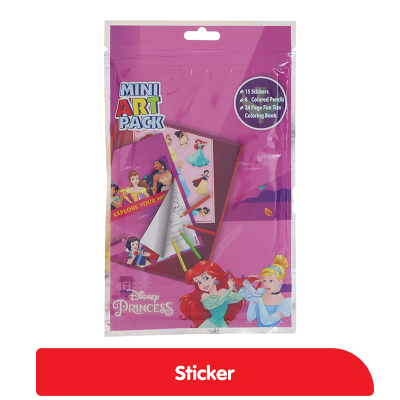 MINI
ART
PACK
15 Stickers
6 Colored Pencils
24 Page Fun Size
Coloring Book
EXPLORE YOUR WO
Disney
PRINCESS
Sticker